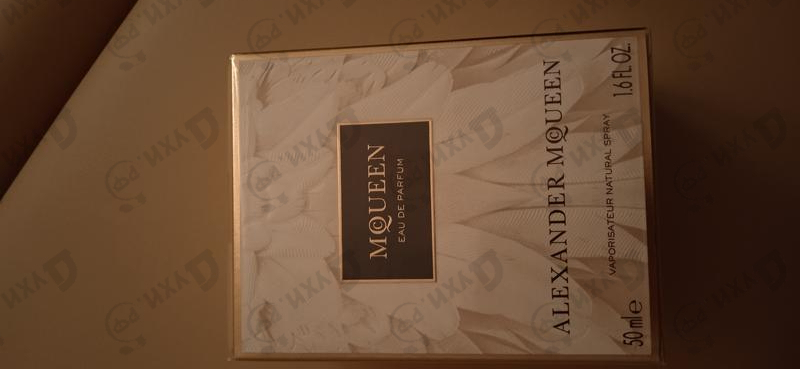 McQUEEN
EAU DE PARFUM
ALEXANDER McQUEEN
VAPORISATEUR NATURAL SPRAY
50 ml e 1.6 FL.OZ.